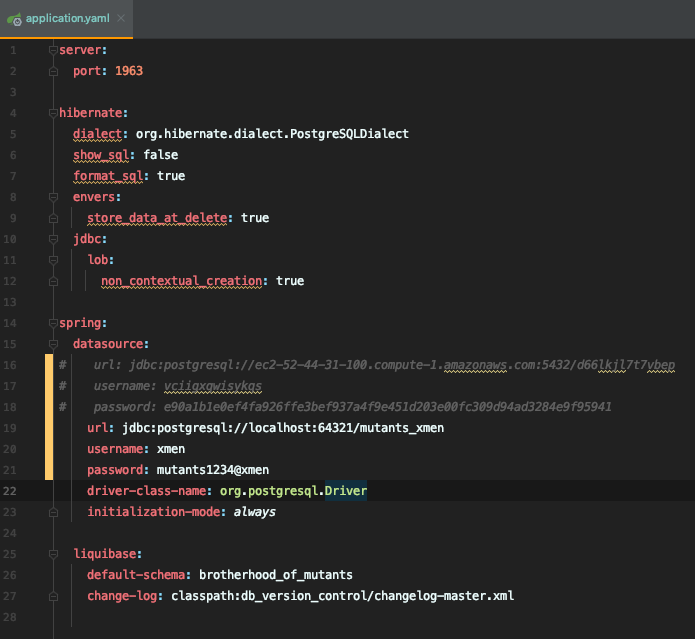 application.yaml
1 server:
2 port: 1963
3
4 hibernate:
5 dialect: org.hibernate.dialect.PostgreSQLDialect
6 show_sql: false
7 format_sql: true
8 envers:
9 store_data_at_delete: true
10 jdbc:
11 lob:
12 non_contextual_creation: true
13
14 spring:
15 datasource:
16 # url: jdbc:postgresql://ec2-52-44-31-100.compute-1.amazonaws.com:5432/d66lkjl7t7vbep
17 # username:
18 # password: e90a1b1e0ef4fa926ffe3bef937a4f9e451d203e00fc309d94ad3284e9f95941
19 url: jdbc:postgresql://localhost:64321/mutants_xmen
20 username: xmen
21 password: mutants1234@xmen
22 driver-class-name: org.postgresql.Driver
23 initialization-mode: always
24
25 liquibase:
26 default-schema: brotherhood_of_mutants
27 change-log: classpath:db_version_control/changelog-master.xml
28